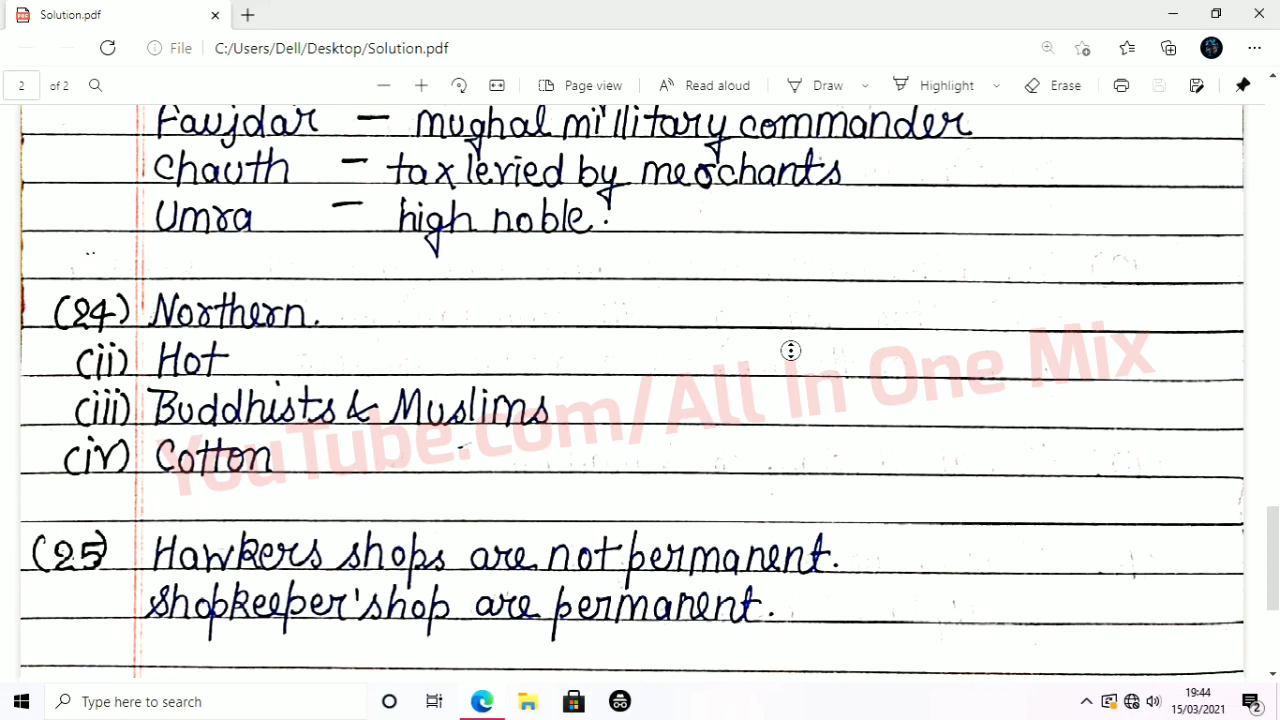 Solution.pdf
File
C:/Users/Dell/Desktop/Solution.pdf
2 of 2
Page view
Read aloud
Draw
Highlight
Erase
Faujdar - mughal millitary commander
Chauth - tax levied by merchants
Umra - high noble.
(24) Northern.
(ii) Hot
(iii) Buddhists & Muslims
(iv) Cotton
YouTube.com/All In One Mix
(25) Hawkers shops are not permanent.
Shopkeeper's shop are permanent.
Type here to search
19:44
15/03/2021
2